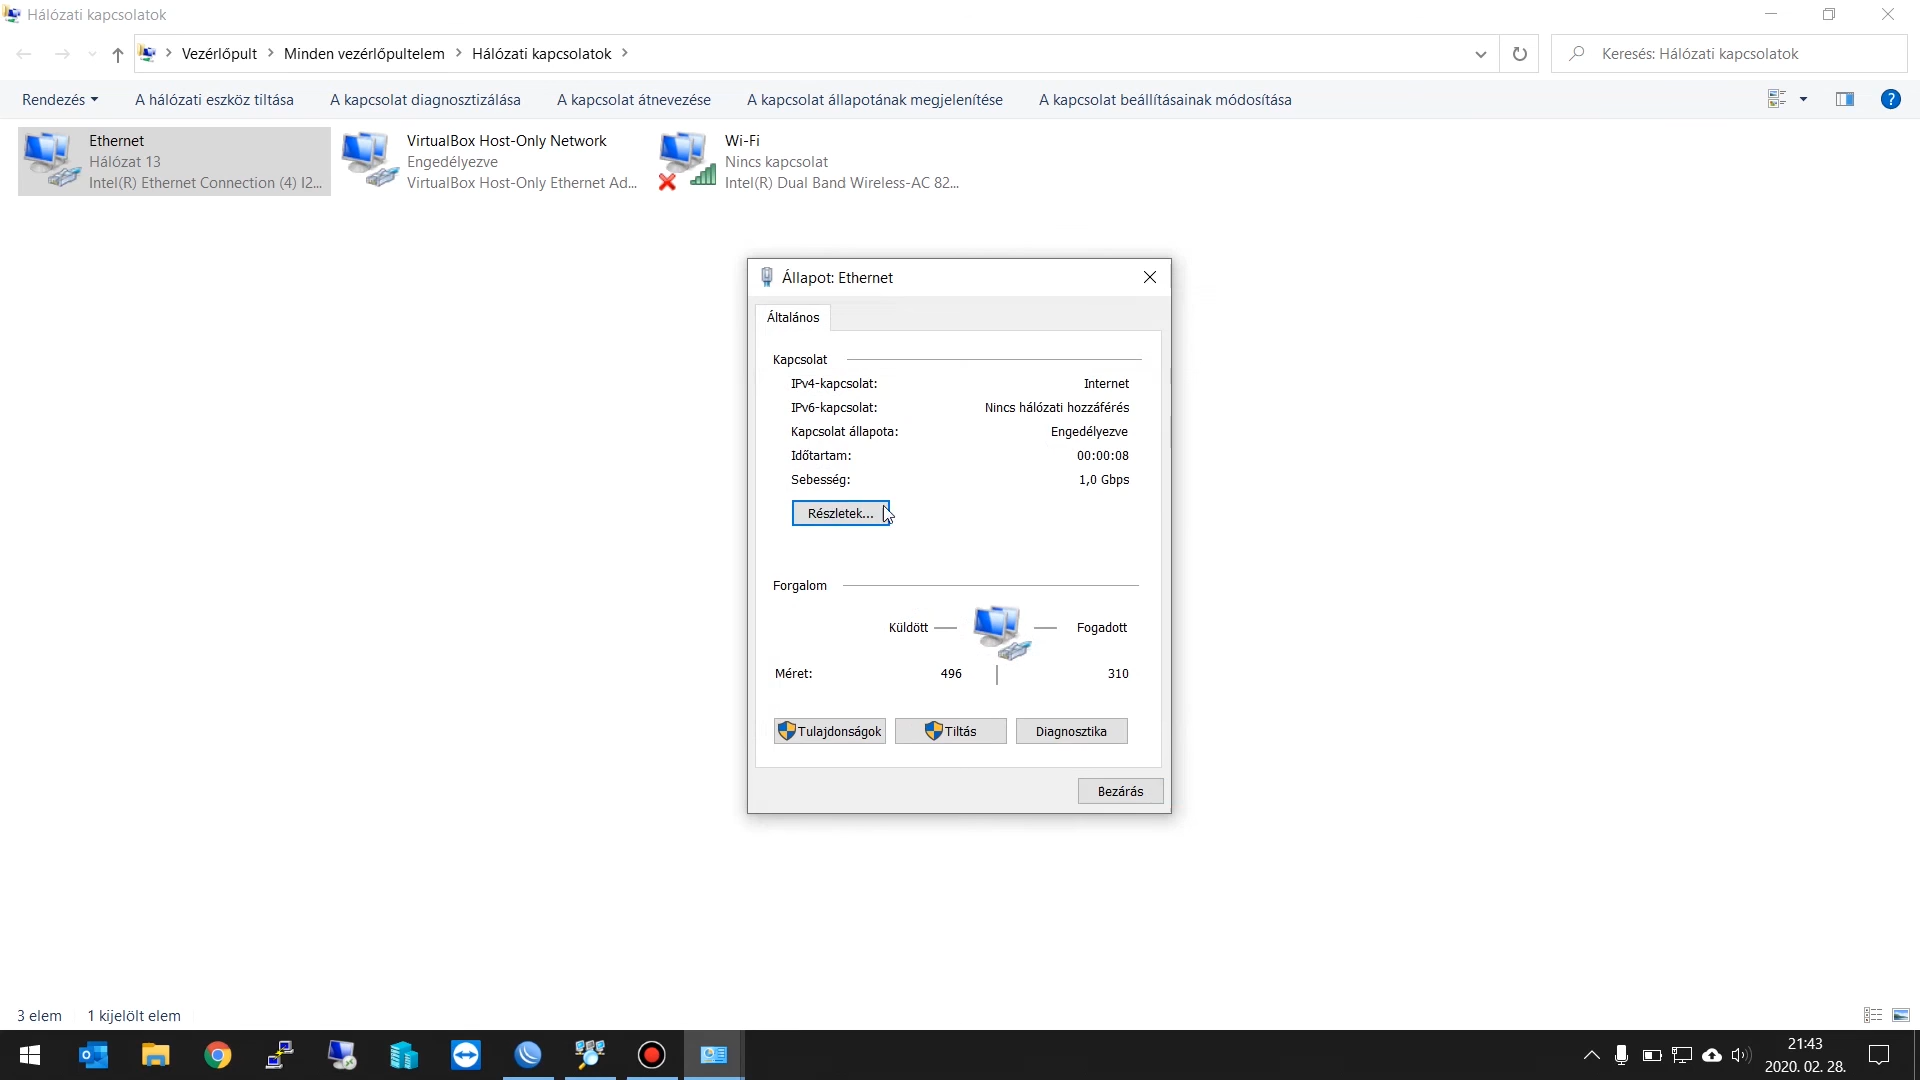 Hálózati kapcsolatok
Vezérlőpult
Minden vezérlőpultelem
Hálózati kapcsolatok
Keresés: Hálózati kapcsolatok
Rendezés
A hálózati eszköz tiltása
A kapcsolat diagnosztizálása
A kapcsolat átnevezése
A kapcsolat állapotának megjelenítése
A kapcsolat beállításainak módosítása
?
Ethernet
Hálózat 13
Intel(R) Ethernet Connection (4) I2...
VirtualBox Host-Only Network
Engedélyezve
VirtualBox Host-Only Ethernet Ad...
Wi-Fi
Nincs kapcsolat
Intel(R) Dual Band Wireless-AC 82...
Állapot: Ethernet
Általános
Kapcsolat
IPv4-kapcsolat: Internet
IPv6-kapcsolat: Nincs hálózati hozzáférés
Kapcsolat állapota: Engedélyezve
Időtartam: 00:00:08
Sebesség: 1,0 Gbps
Részletek...
Forgalom
Küldött Fogadott
Méret: 496 310
Tulajdonságok Tiltás Diagnosztika
Bezárás
3 elem 1 kijelölt elem
21:43
2020. 02. 28.